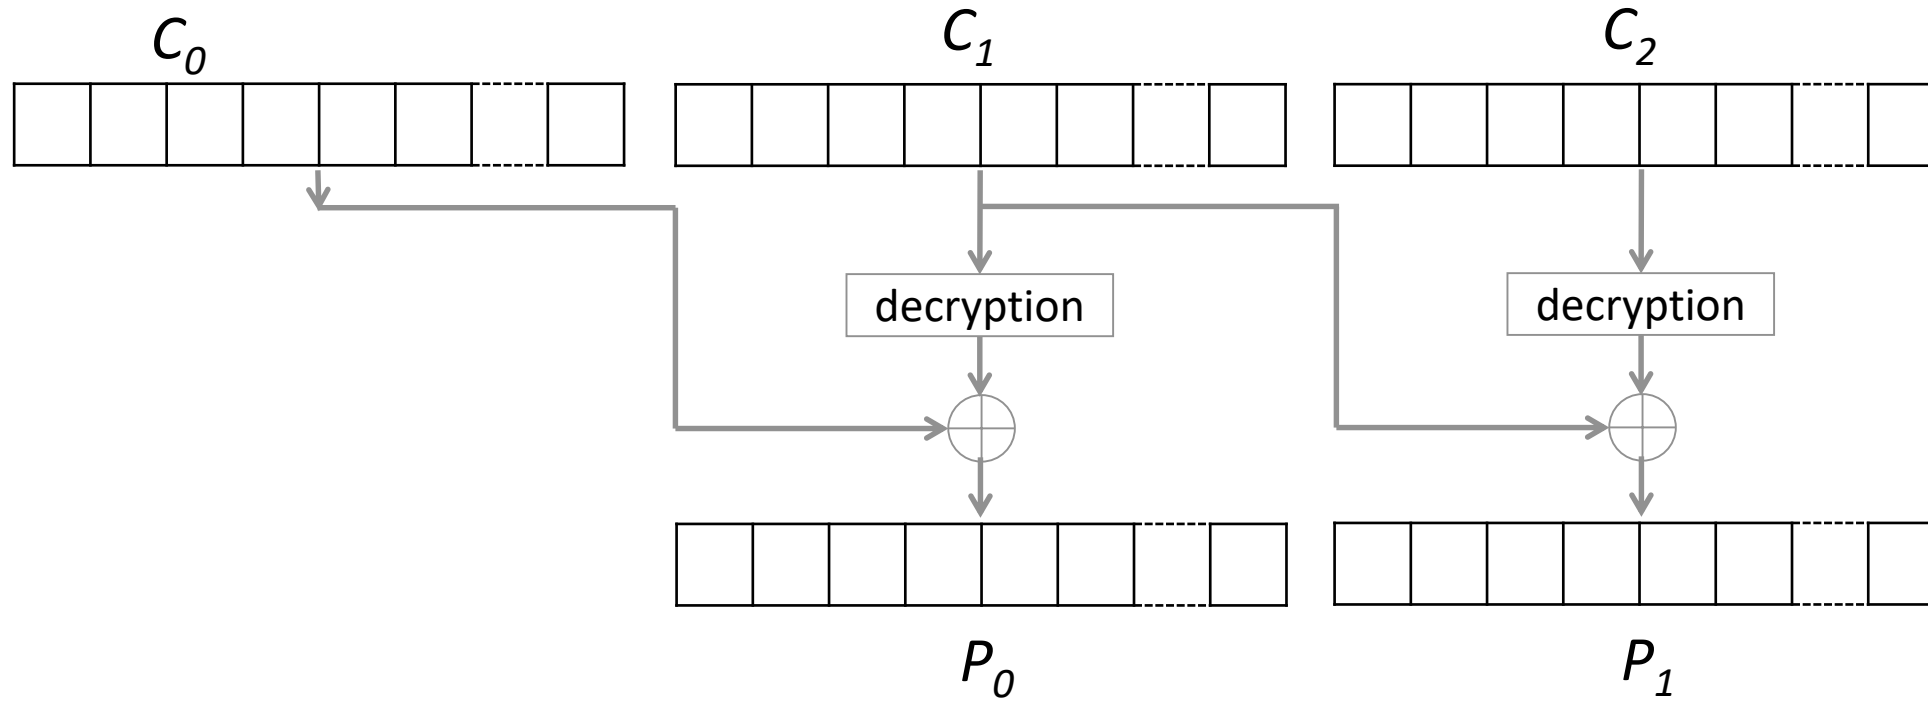 C₀ C₁ C₂
decryption decryption
P₀ P₁